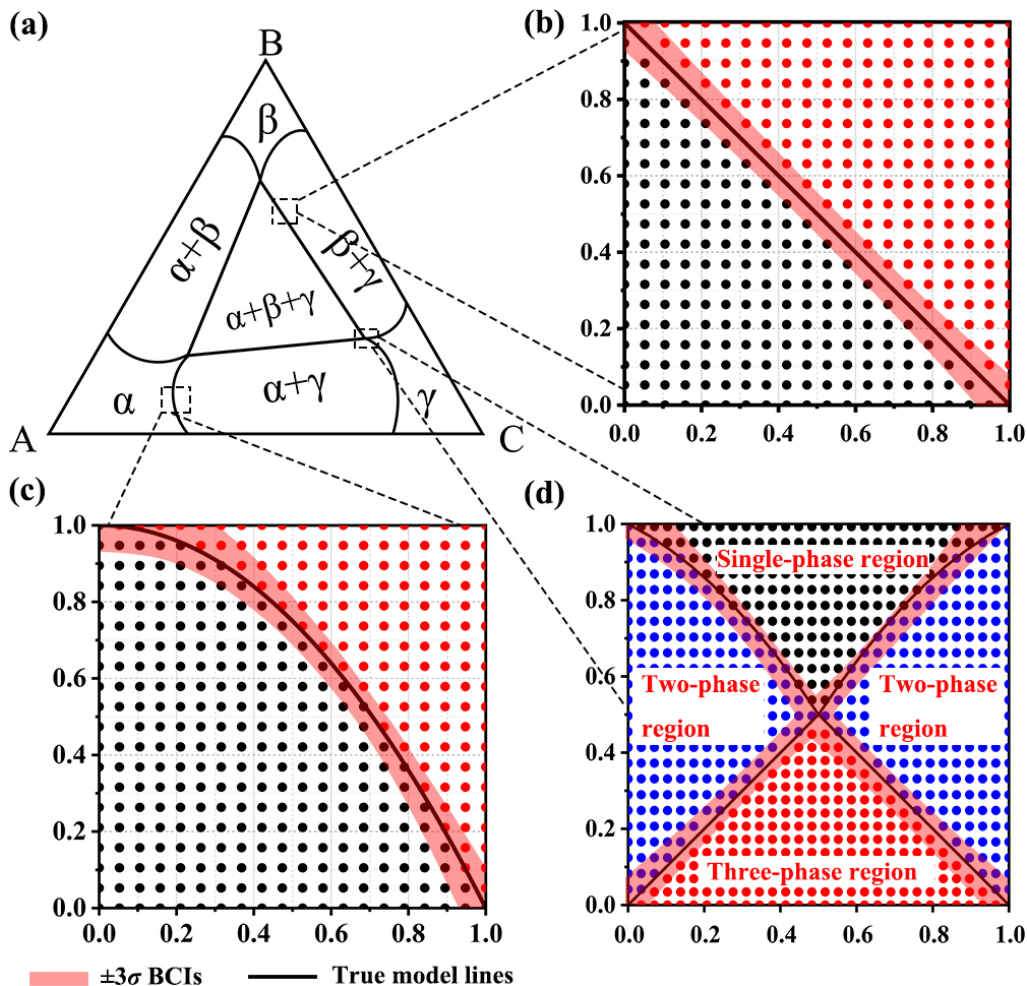 (a)
B
β
α+β
β+γ
α+β+γ
α
α+γ
γ
A
C
(b)
1.0
0.8
0.6
0.4
0.2
0.0
0.0 0.2 0.4 0.6 0.8 1.0
(c)
1.0
0.8
0.6
0.4
0.2
0.0
0.0 0.2 0.4 0.6 0.8 1.0
(d)
1.0
0.8
0.6
0.4
0.2
0.0
0.0 0.2 0.4 0.6 0.8 1.0
Single-phase region
Two-phase
region
Two-phase
region
Three-phase region
±3σ BCIs
True model lines